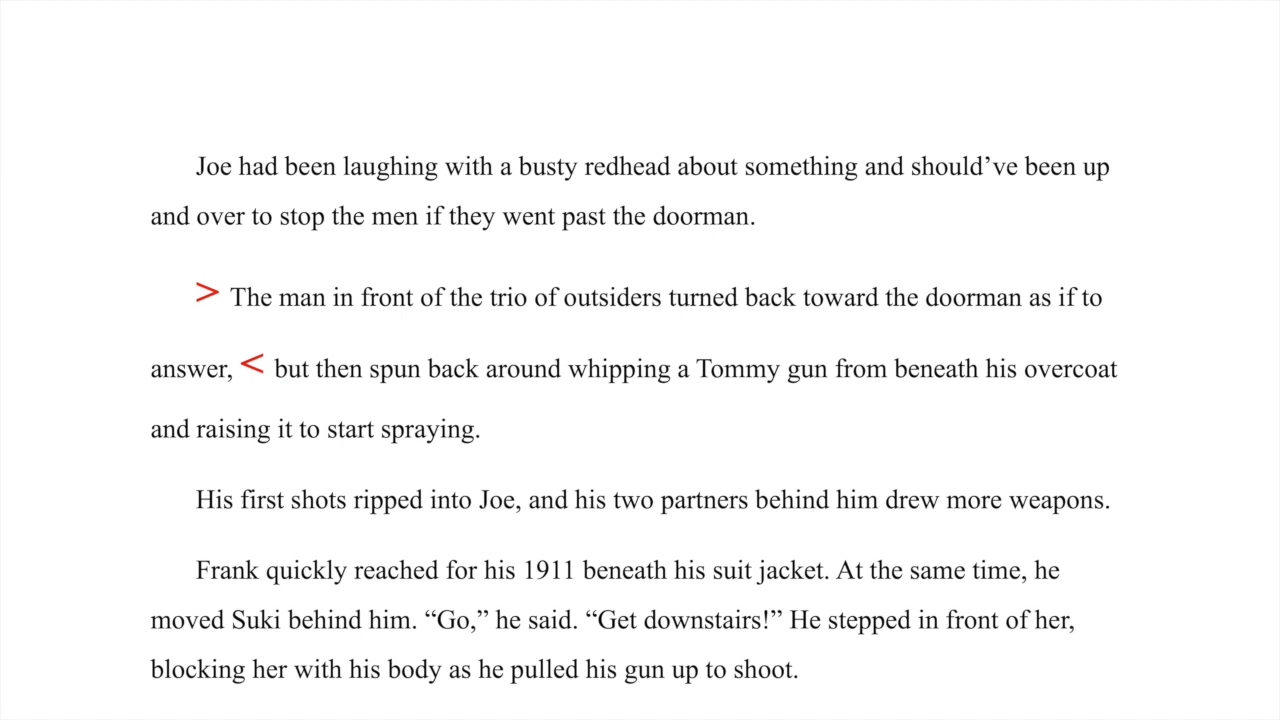 Joe had been laughing with a busty redhead about something and should’ve been up
and over to stop the men if they went past the doorman.
> The man in front of the trio of outsiders turned back toward the doorman as if to
answer, < but then spun back around whipping a Tommy gun from beneath his overcoat
and raising it to start spraying.
His first shots ripped into Joe, and his two partners behind him drew more weapons.
Frank quickly reached for his 1911 beneath his suit jacket. At the same time, he
moved Suki behind him. “Go,” he said. “Get downstairs!” He stepped in front of her,
blocking her with his body as he pulled his gun up to shoot.